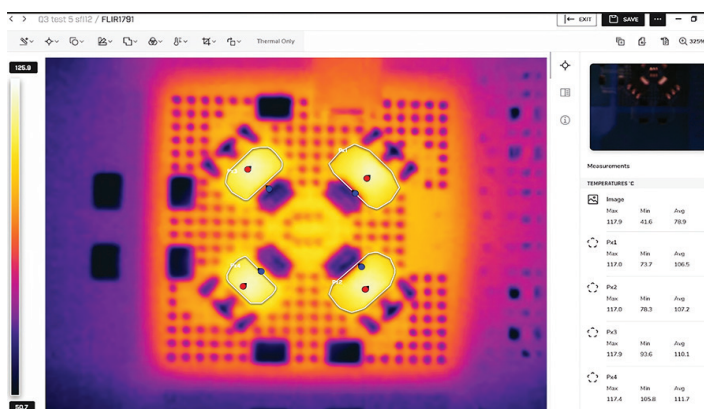 Q3 test 5 sfil2 / FLIR1791
EXIT
SAVE
Thermal Only
325%
125.9
50.7
Px1
Measurements
TEMPERATURES °C
Image
Max Min Avg
117.9 41.6 78.9
Px1
Max Min Avg
117.0 73.7 106.5
Px2
Max Min Avg
117.0 78.3 107.2
Px3
Max Min Avg
117.9 93.6 110.1
Px4
Max Min Avg
117.4 105.8 111.7